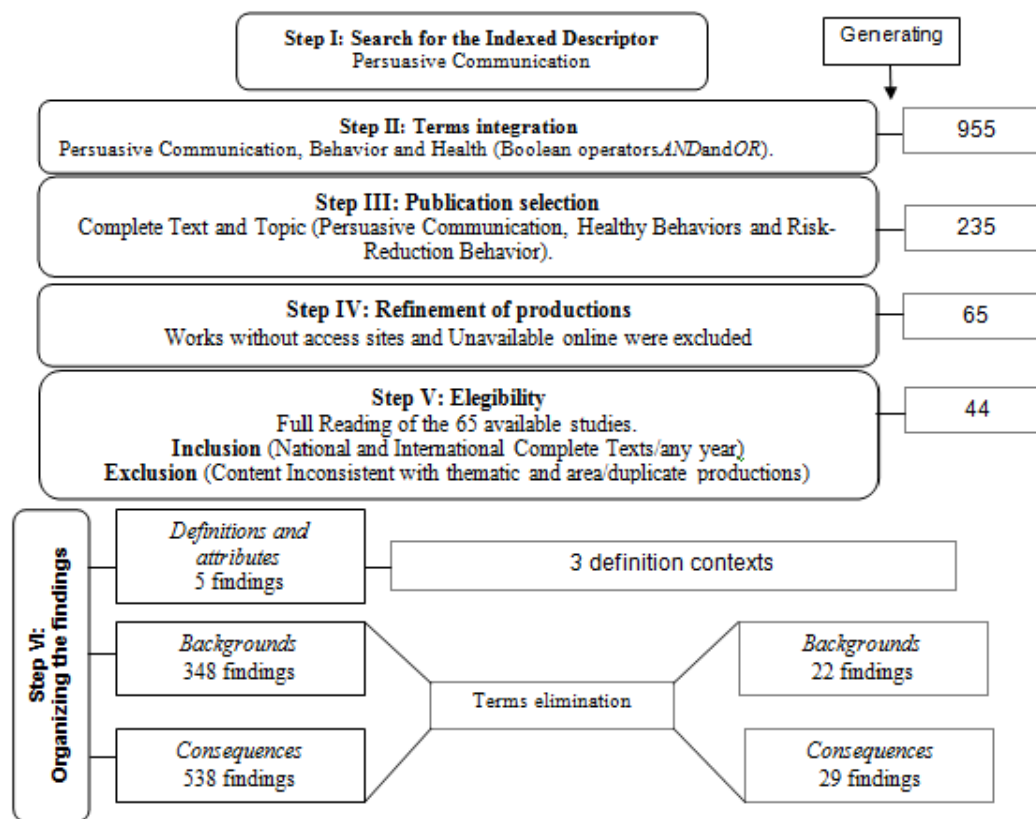 Step I: Search for the Indexed Descriptor
Persuasive Communication
Generating
Step II: Terms integration
Persuasive Communication, Behavior and Health (Boolean operatorsANDandOR).
955
Step III: Publication selection
Complete Text and Topic (Persuasive Communication, Healthy Behaviors and Risk-
Reduction Behavior).
235
Step IV: Refinement of productions
Works without access sites and Unavailable online were excluded
65
Step V: Elegibility
Full Reading of the 65 available studies.
Inclusion (National and International Complete Texts/any year)
Exclusion (Content Inconsistent with thematic and area/duplicate productions)
44
Step VI:
Organizing the findings
Definitions and
attributes
5 findings
3 definition contexts
Backgrounds
348 findings
Terms elimination
Backgrounds
22 findings
Consequences
538 findings
Consequences
29 findings